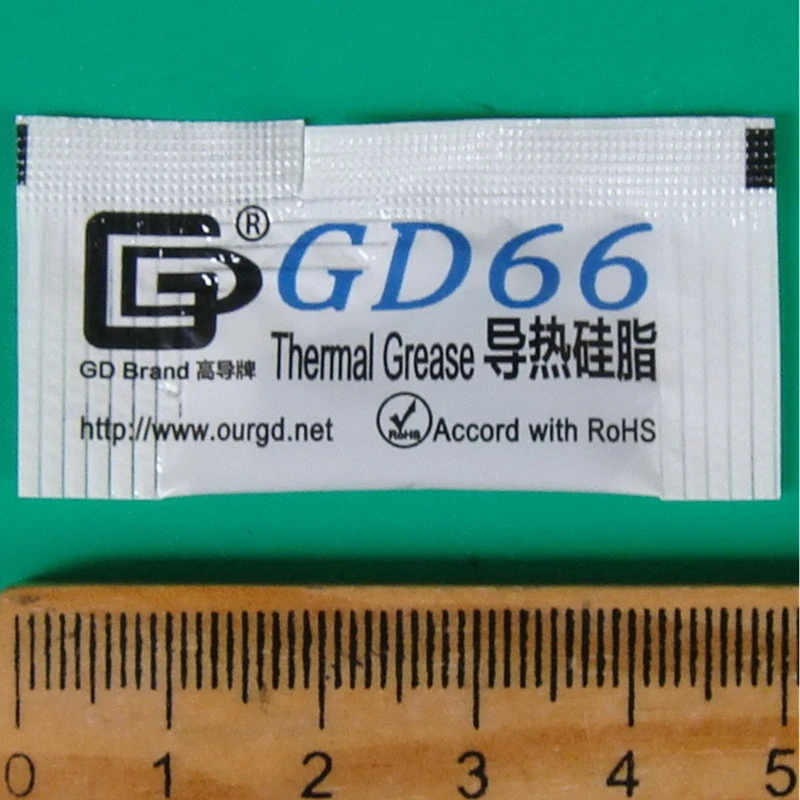 GD ® GD66
GD Brand 高导牌 Thermal Grease 导热硅脂
http://www.ourgd.net RoHS Accord with RoHS
0 1 2 3 4 5